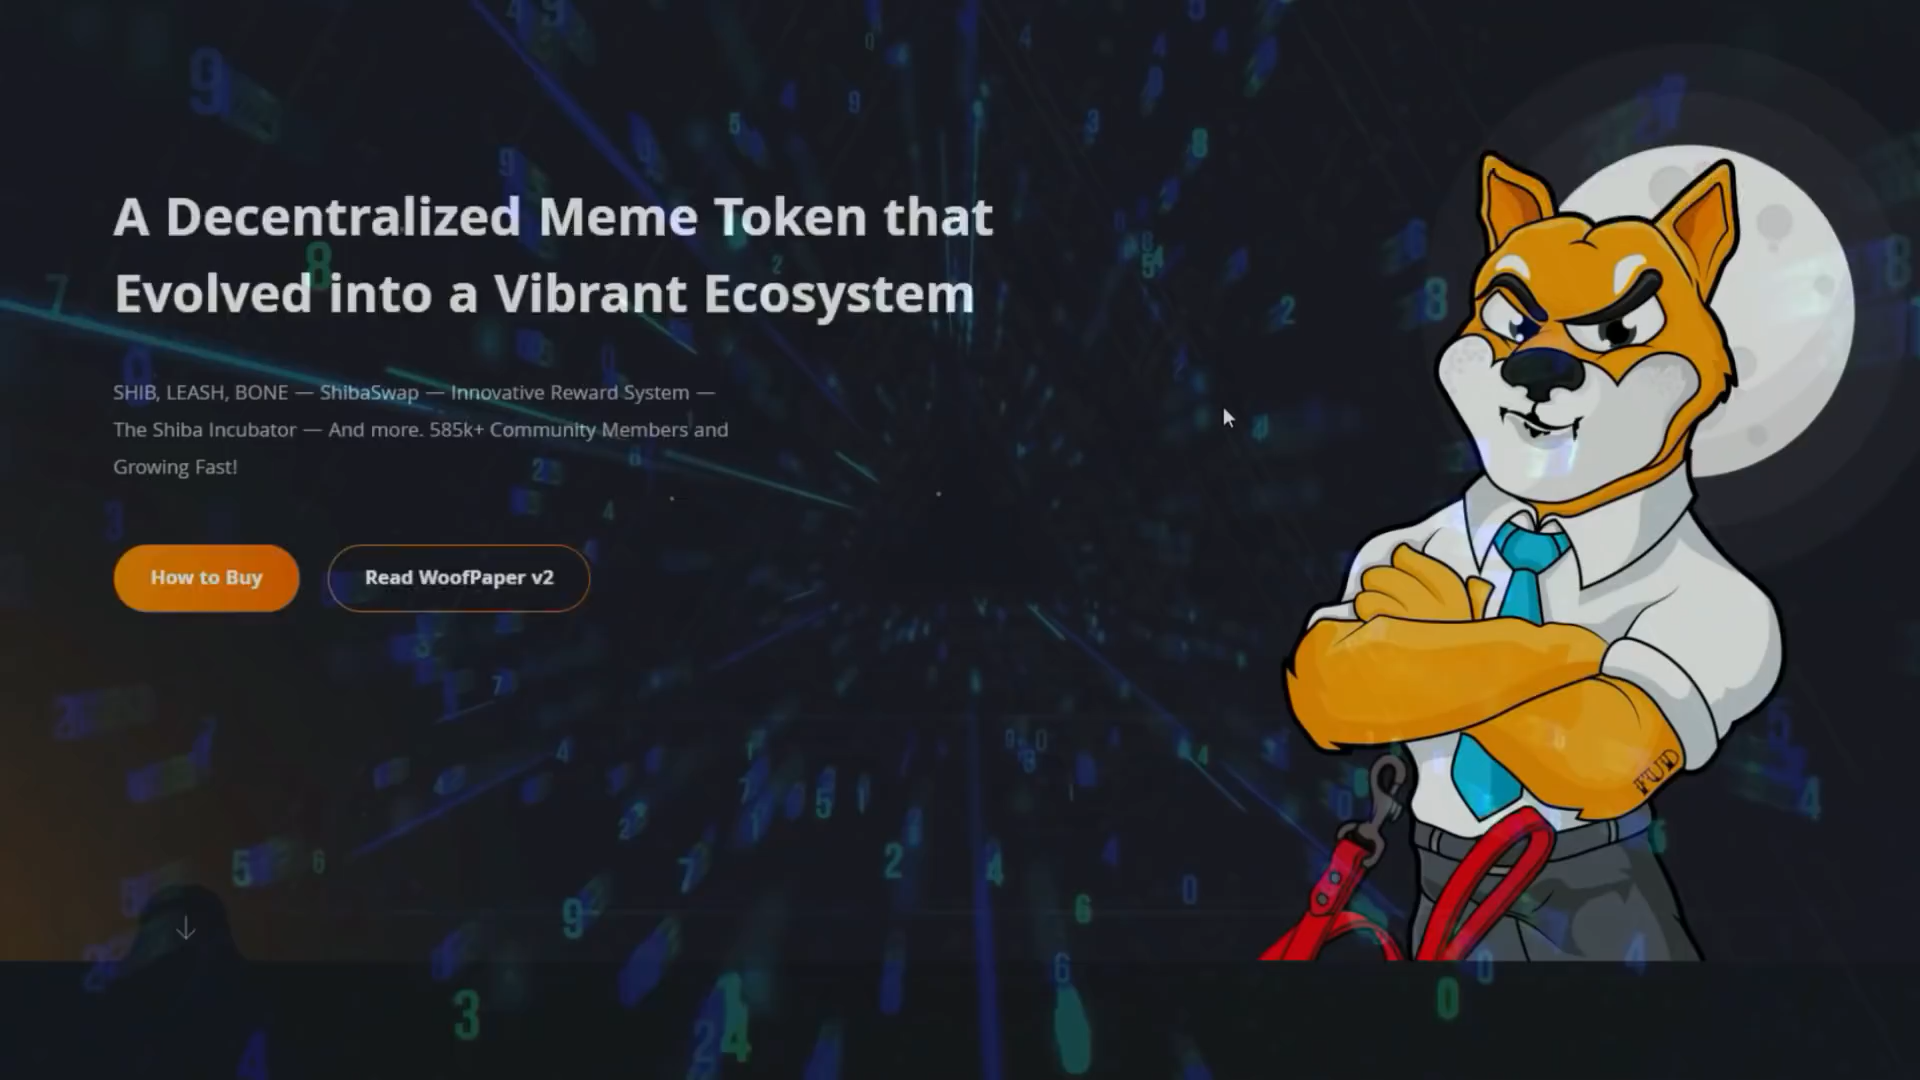 A Decentralized Meme Token that
Evolved into a Vibrant Ecosystem
SHIB, LEASH, BONE — ShibaSwap — Innovative Reward System —
The Shiba Incubator — And more. 585k+ Community Members and
Growing Fast!
How to Buy
Read WoofPaper v2
FUD